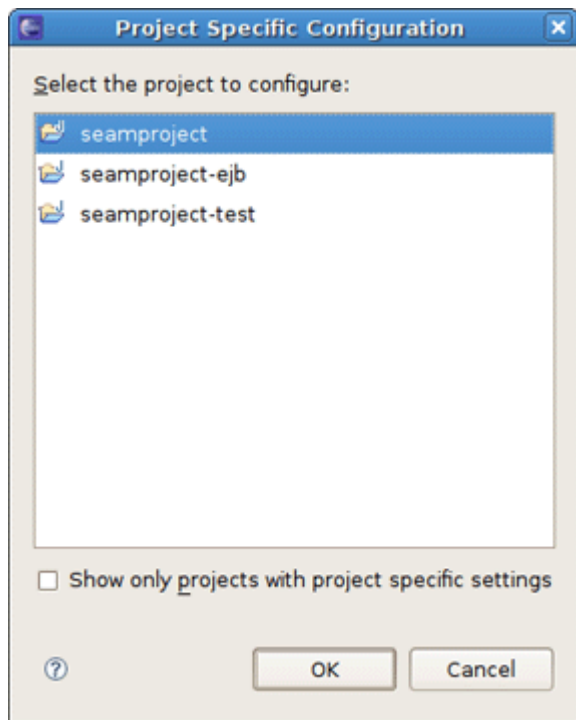 Project Specific Configuration
Select the project to configure:
seamproject
seamproject-ejb
seamproject-test
Show only projects with project specific settings
OK Cancel